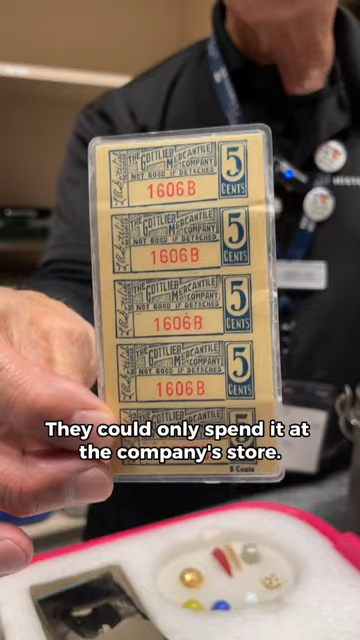 THE GOTTLIEB MERCANTILE COMPANY
5 CENTS
NOT GOOD IF DETACHED
1606B
THE GOTTLIEB MERCANTILE COMPANY
5 CENTS
NOT GOOD IF DETACHED
1606B
THE GOTTLIEB MERCANTILE COMPANY
5 CENTS
NOT GOOD IF DETACHED
1606B
THE GOTTLIEB MERCANTILE COMPANY
5 CENTS
NOT GOOD IF DETACHED
1606B
They could only spend it at
the company's store.
5 Cents